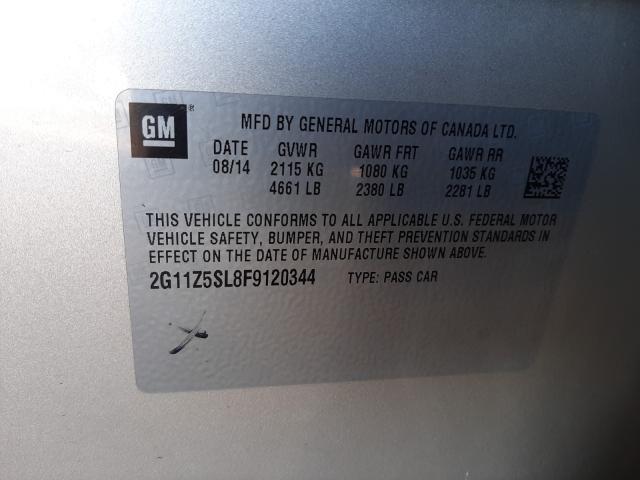 GM ® MFD BY GENERAL MOTORS OF CANADA LTD.
DATE GVWR GAWR FRT GAWR RR
08/14 2115 KG 1080 KG 1035 KG
4661 LB 2380 LB 2281 LB
THIS VEHICLE CONFORMS TO ALL APPLICABLE U.S. FEDERAL MOTOR
VEHICLE SAFETY, BUMPER, AND THEFT PREVENTION STANDARDS IN
EFFECT ON THE DATE OF MANUFACTURE SHOWN ABOVE.
2G11Z5SL8F9120344 TYPE: PASS CAR